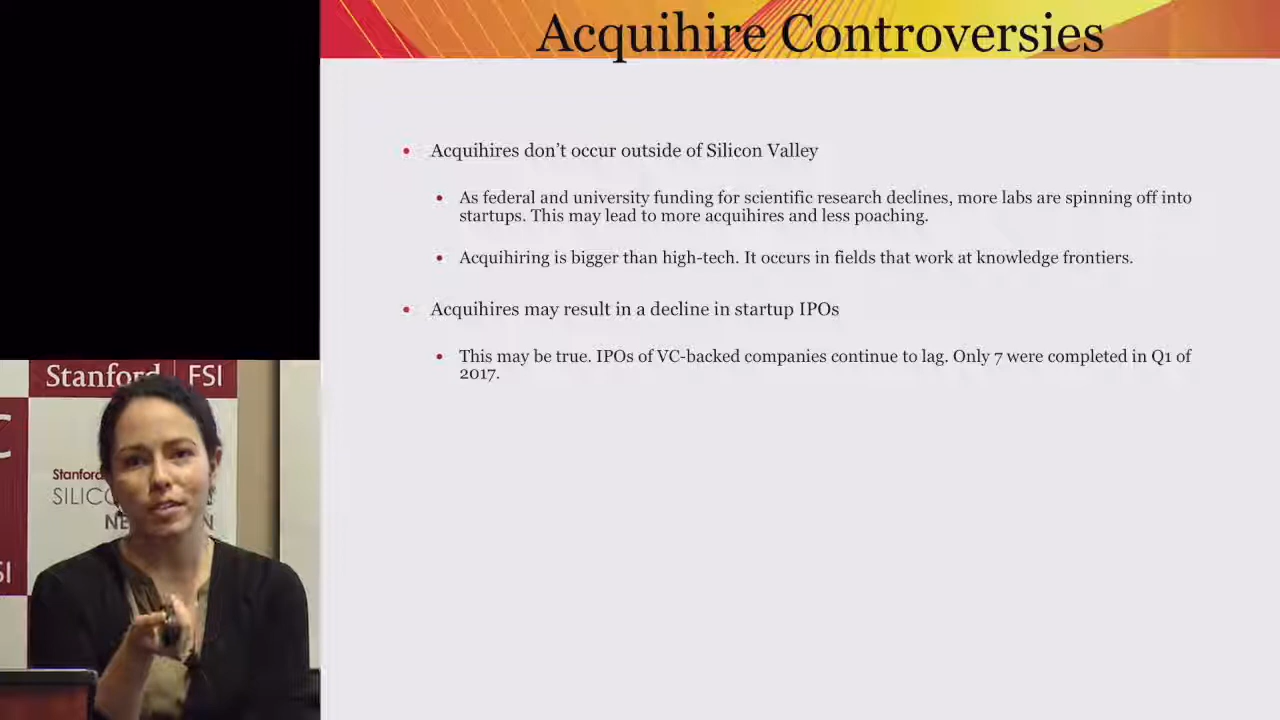 Acquihire Controversies
Acquihires don't occur outside of Silicon Valley
As federal and university funding for scientific research declines, more labs are spinning off into
startups. This may lead to more acquihires and less poaching.
Acquihiring is bigger than high-tech. It occurs in fields that work at knowledge frontiers.
Acquihires may result in a decline in startup IPOs
This may be true. IPOs of VC-backed companies continue to lag. Only 7 were completed in Q1 of
2017.
Stanford FSI
C
Stanford
SILICO
NE N
SI